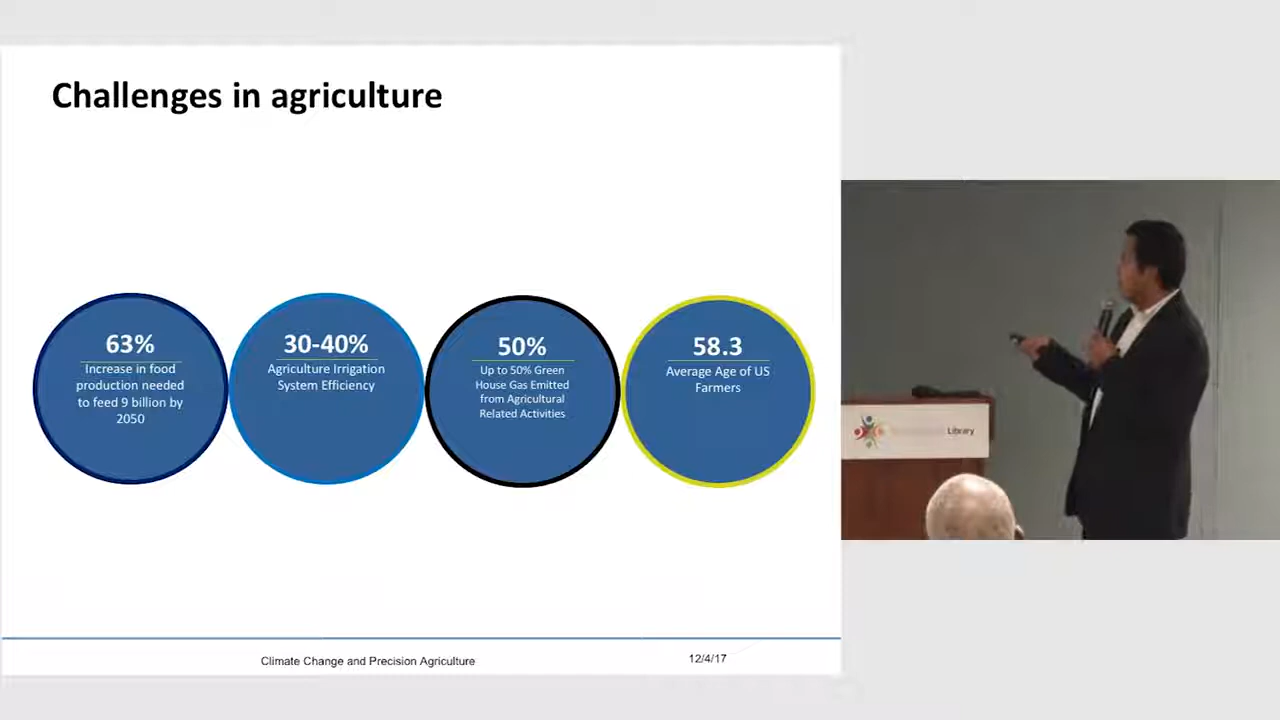 Challenges in agriculture
63%
Increase in food
production needed
to feed 9 billion by
2050
30-40%
Agriculture Irrigation
System Efficiency
50%
Up to 50% Green
House Gas Emitted
from Agricultural
Related Activities
58.3
Average Age of US
Farmers
Library
Climate Change and Precision Agriculture
12/4/17